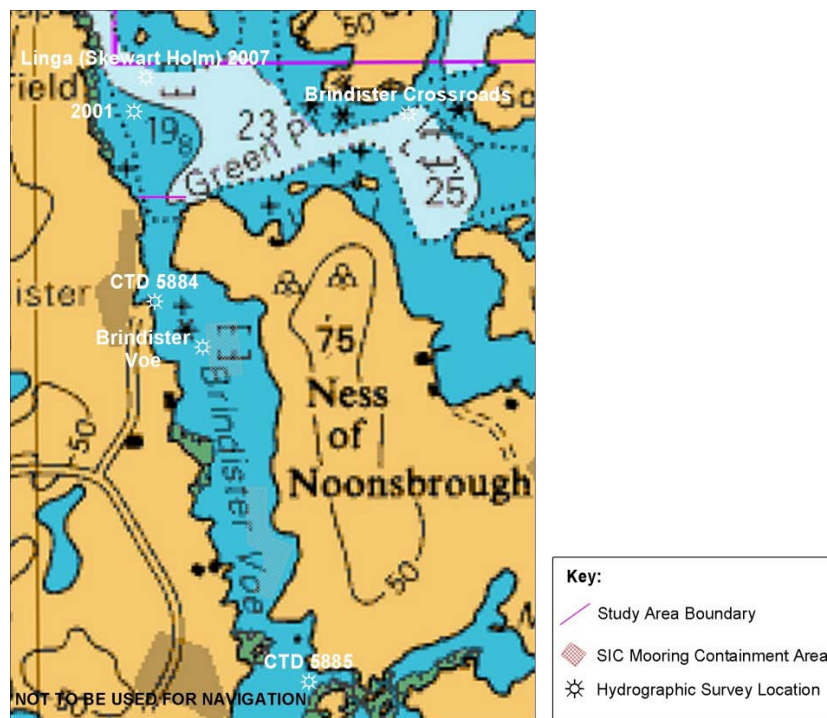 50
Linga (Skewart Holm) 2007
Field
2001
19₈
23
Brindister Crossroads
Green P
25
ister
CTD 5884
Brindister
Voe
75
Brindister Voe
Ness
of
Noonsbrough
50
50
CTD 5885
NOT TO BE USED FOR NAVIGATION
Key:
Study Area Boundary
SIC Mooring Containment Area
Hydrographic Survey Location